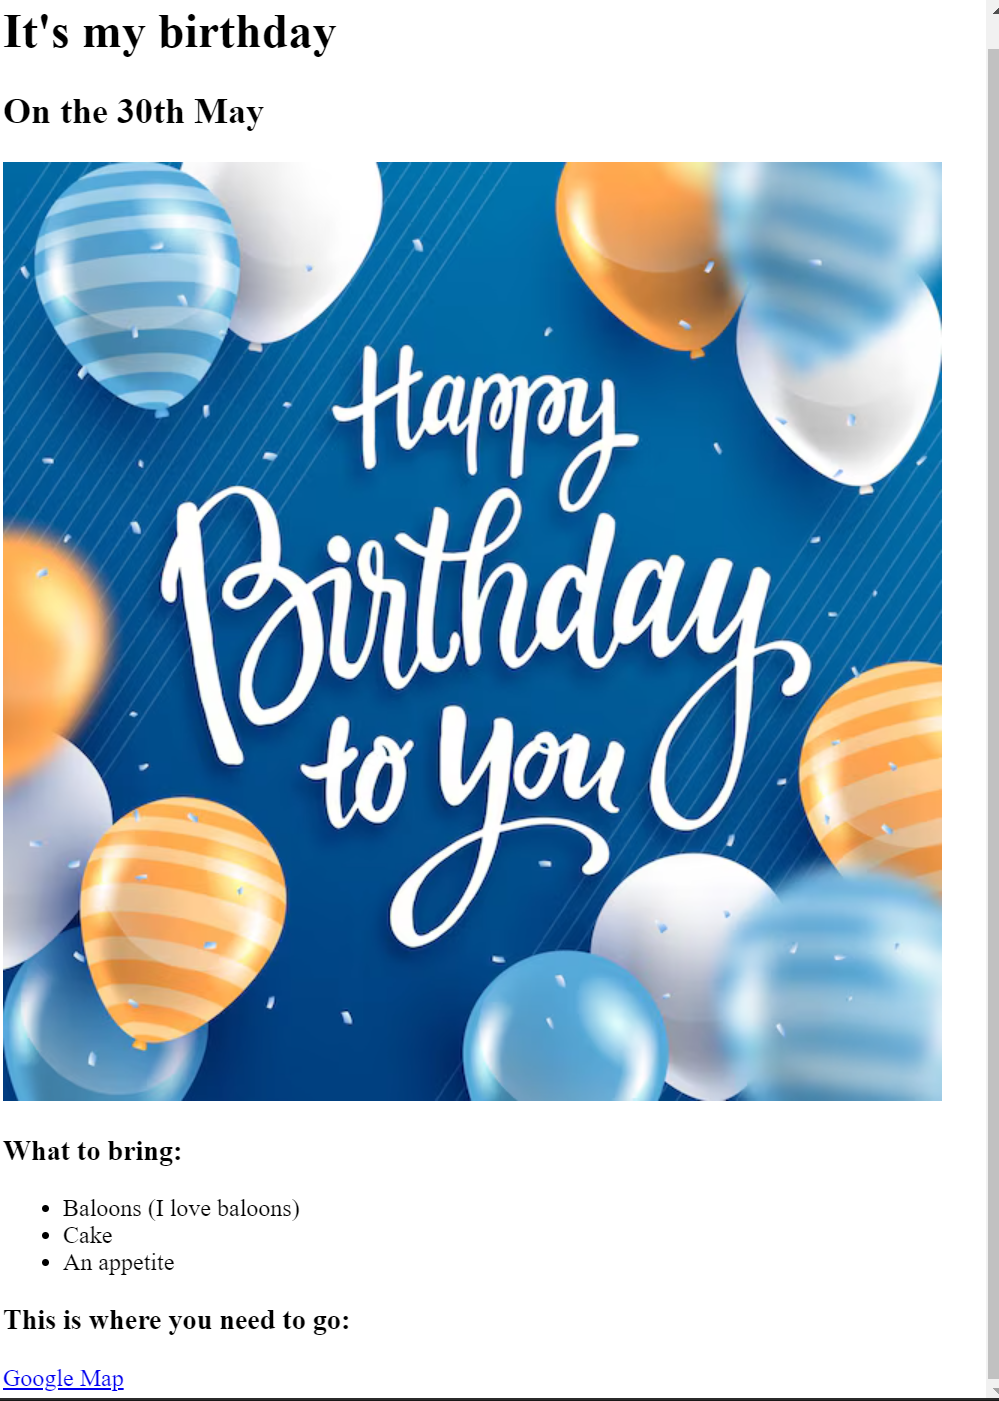 It's my birthday
On the 30th May
Happy
Birthday
to you
What to bring:
Baloons (I love baloons)
Cake
An appetite
This is where you need to go:
Google Map